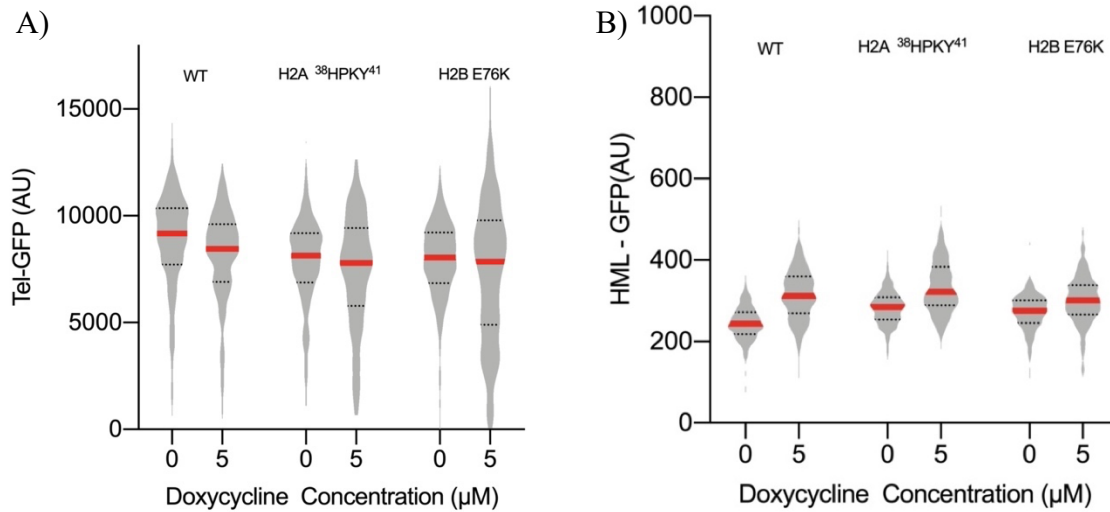 A)
WT
H2A ³⁸HPKY⁴¹
H2B E76K
15000
10000
5000
0
Tel-GFP (AU)
0 5 0 5 0 5
Doxycycline Concentration (µM)
B)
WT
H2A ³⁸HPKY⁴¹
H2B E76K
1000
800
600
400
200
0
HML - GFP(AU)
0 5 0 5 0 5
Doxycycline Concentration (µM)